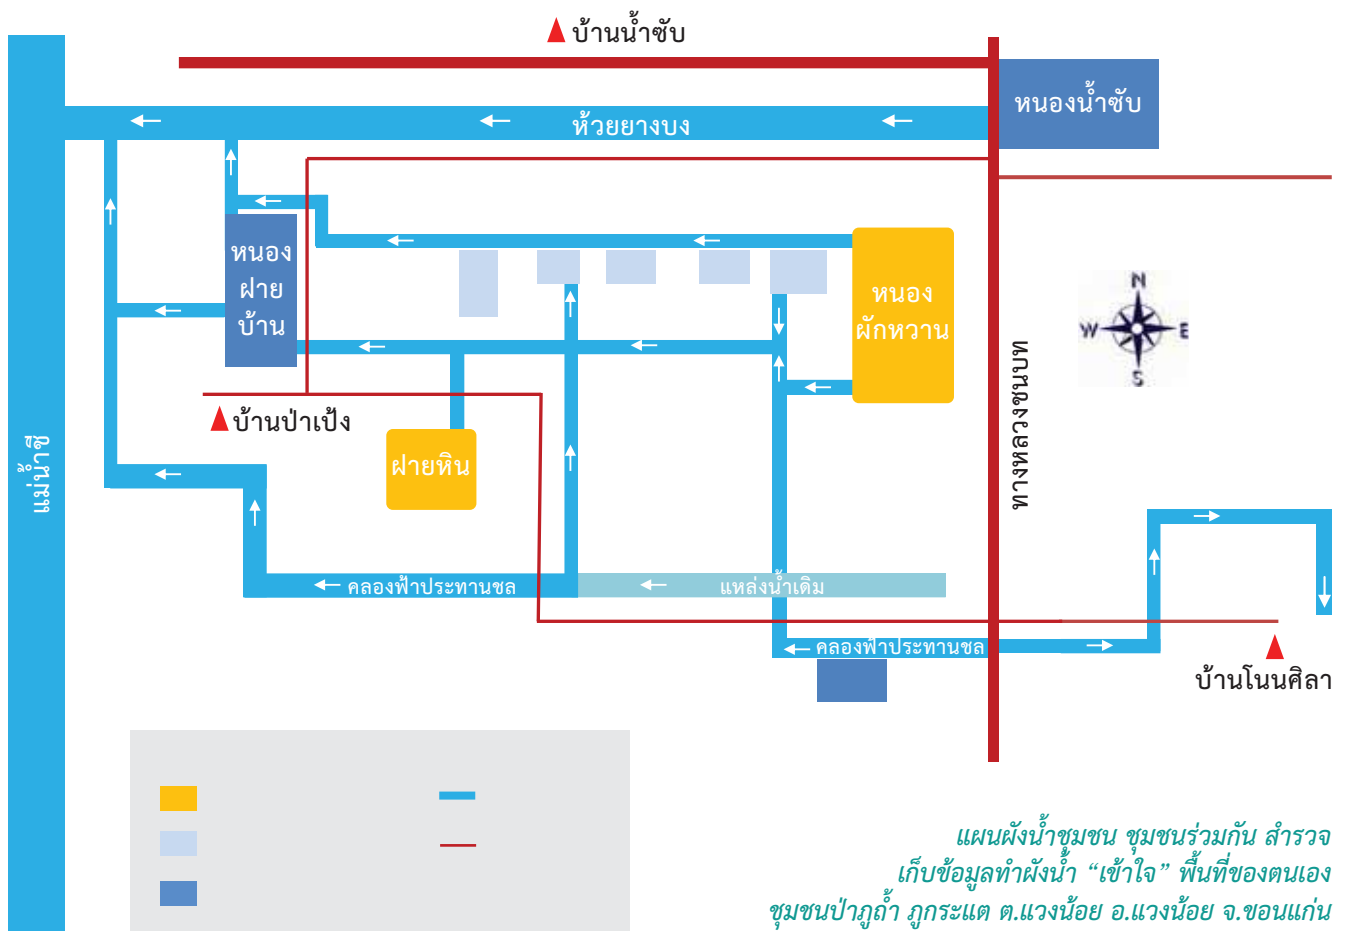 บ้านน้ำซับ
หนองน้ำซับ
ห้วยยางบง
หนอง
ฝาย
บ้าน
หนอง
ผักหวาน
N
W
E
S
ทางหลวงชนบท
บ้านป่าเป้ง
ฝายหิน
แม่น้ำชี
คลองฟ้าประทานชล
แหล่งน้ำเดิม
คลองฟ้าประทานชล
บ้านโนนศิลา
แผนผังน้ำชุมชน ชุมชนร่วมกัน สำรวจ
เก็บข้อมูลทำผังน้ำ “เข้าใจ” พื้นที่ของตนเอง
ชุมชนป่าภูถ้ำ ภูกระแต ต.แวงน้อย อ.แวงน้อย จ.ขอนแก่น